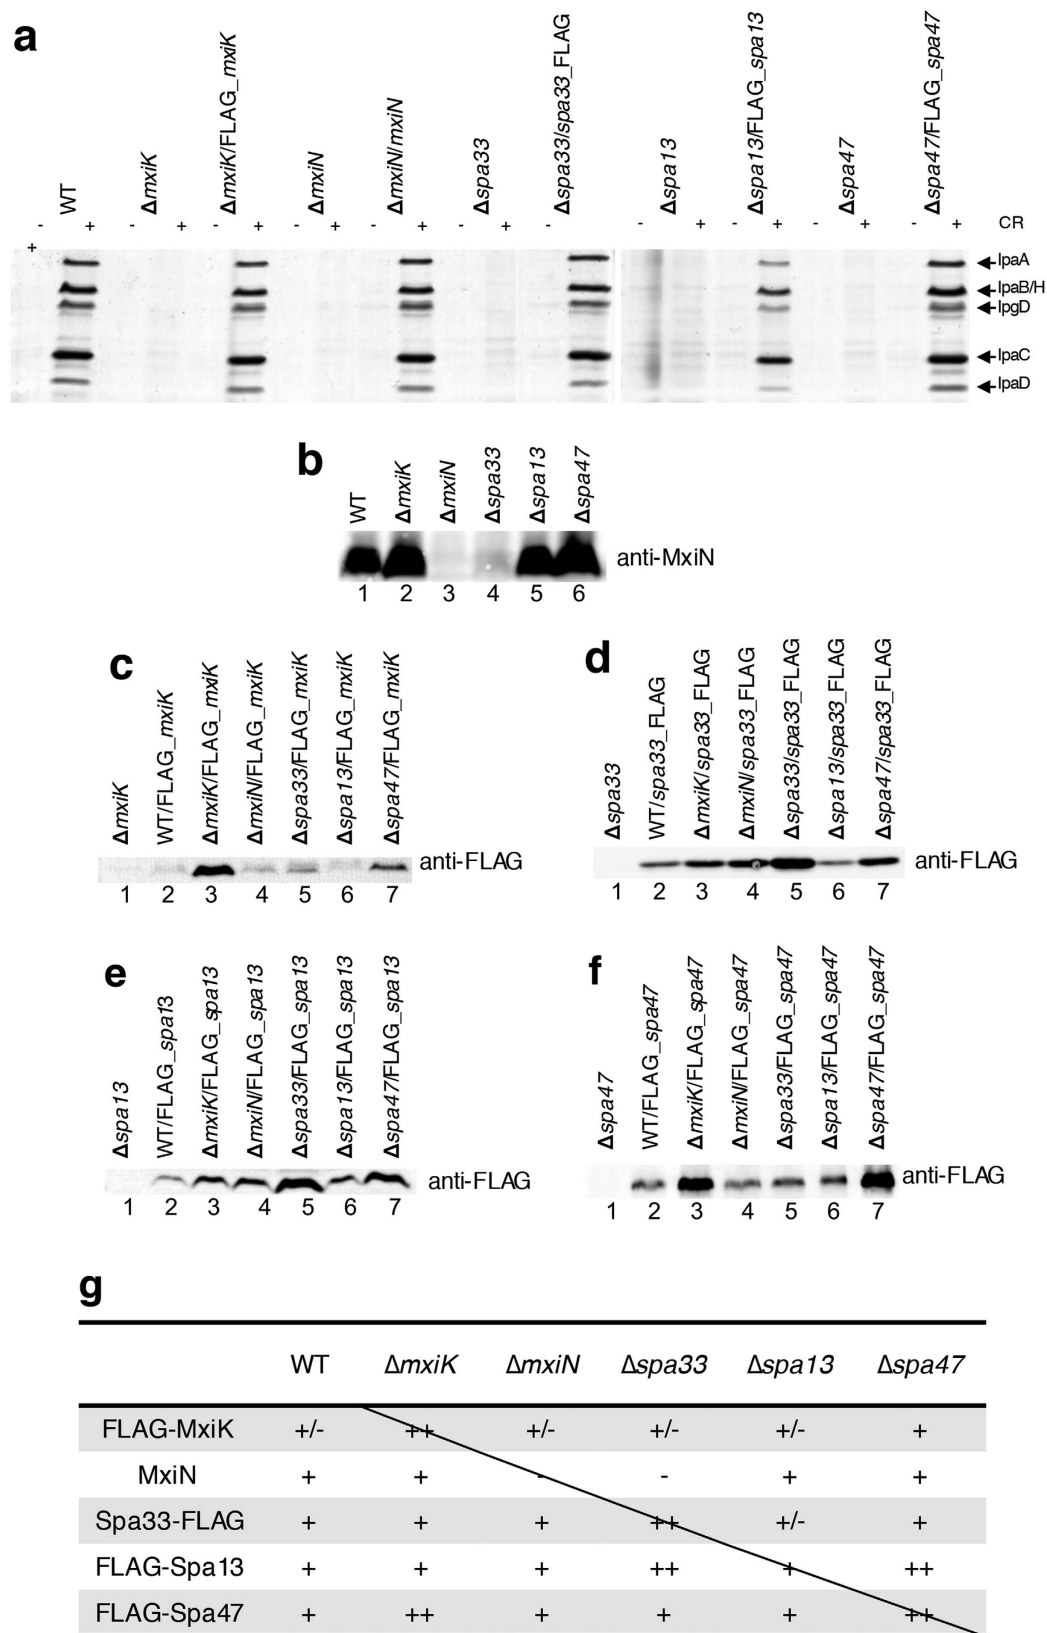 a
WT
ΔmxiK
ΔmxiK/FLAG_mxiK
ΔmxiN
ΔmxiN/mxiN
Δspa33
Δspa33/spa33_FLAG
Δspa13
Δspa13/FLAG_spa13
Δspa47
Δspa47/FLAG_spa47
- + - + - + - + - + - + - - + - + - + - + CR
+
IpaA
IpaB/H
IpgD
IpaC
IpaD
b
WT
ΔmxiK
ΔmxiN
Δspa33
Δspa13
Δspa47
anti-MxiN
1 2 3 4 5 6
c
ΔmxiK
WT/FLAG_mxiK
ΔmxiK/FLAG_mxiK
ΔmxiN/FLAG_mxiK
Δspa33/FLAG_mxiK
Δspa13/FLAG_mxiK
Δspa47/FLAG_mxiK
anti-FLAG
1 2 3 4 5 6 7
d
Δspa33
WT/spa33_FLAG
ΔmxiK/spa33_FLAG
ΔmxiN/spa33_FLAG
Δspa33/spa33_FLAG
Δspa13/spa33_FLAG
Δspa47/spa33_FLAG
anti-FLAG
1 2 3 4 5 6 7
e
Δspa13
WT/FLAG_spa13
ΔmxiK/FLAG_spa13
ΔmxiN/FLAG_spa13
Δspa33/FLAG_spa13
Δspa13/FLAG_spa13
Δspa47/FLAG_spa13
anti-FLAG
1 2 3 4 5 6 7
f
Δspa47
WT/FLAG_spa47
ΔmxiK/FLAG_spa47
ΔmxiN/FLAG_spa47
Δspa33/FLAG_spa47
Δspa13/FLAG_spa47
Δspa47/FLAG_spa47
anti-FLAG
1 2 3 4 5 6 7
g
WT ΔmxiK ΔmxiN Δspa33 Δspa13 Δspa47
FLAG-MxiK +/- ++ +/- +/- +/- +
MxiN + + - - + +
Spa33-FLAG + + + ++ +/- +
FLAG-Spa13 + + + ++ + ++
FLAG-Spa47 + ++ + + + ++